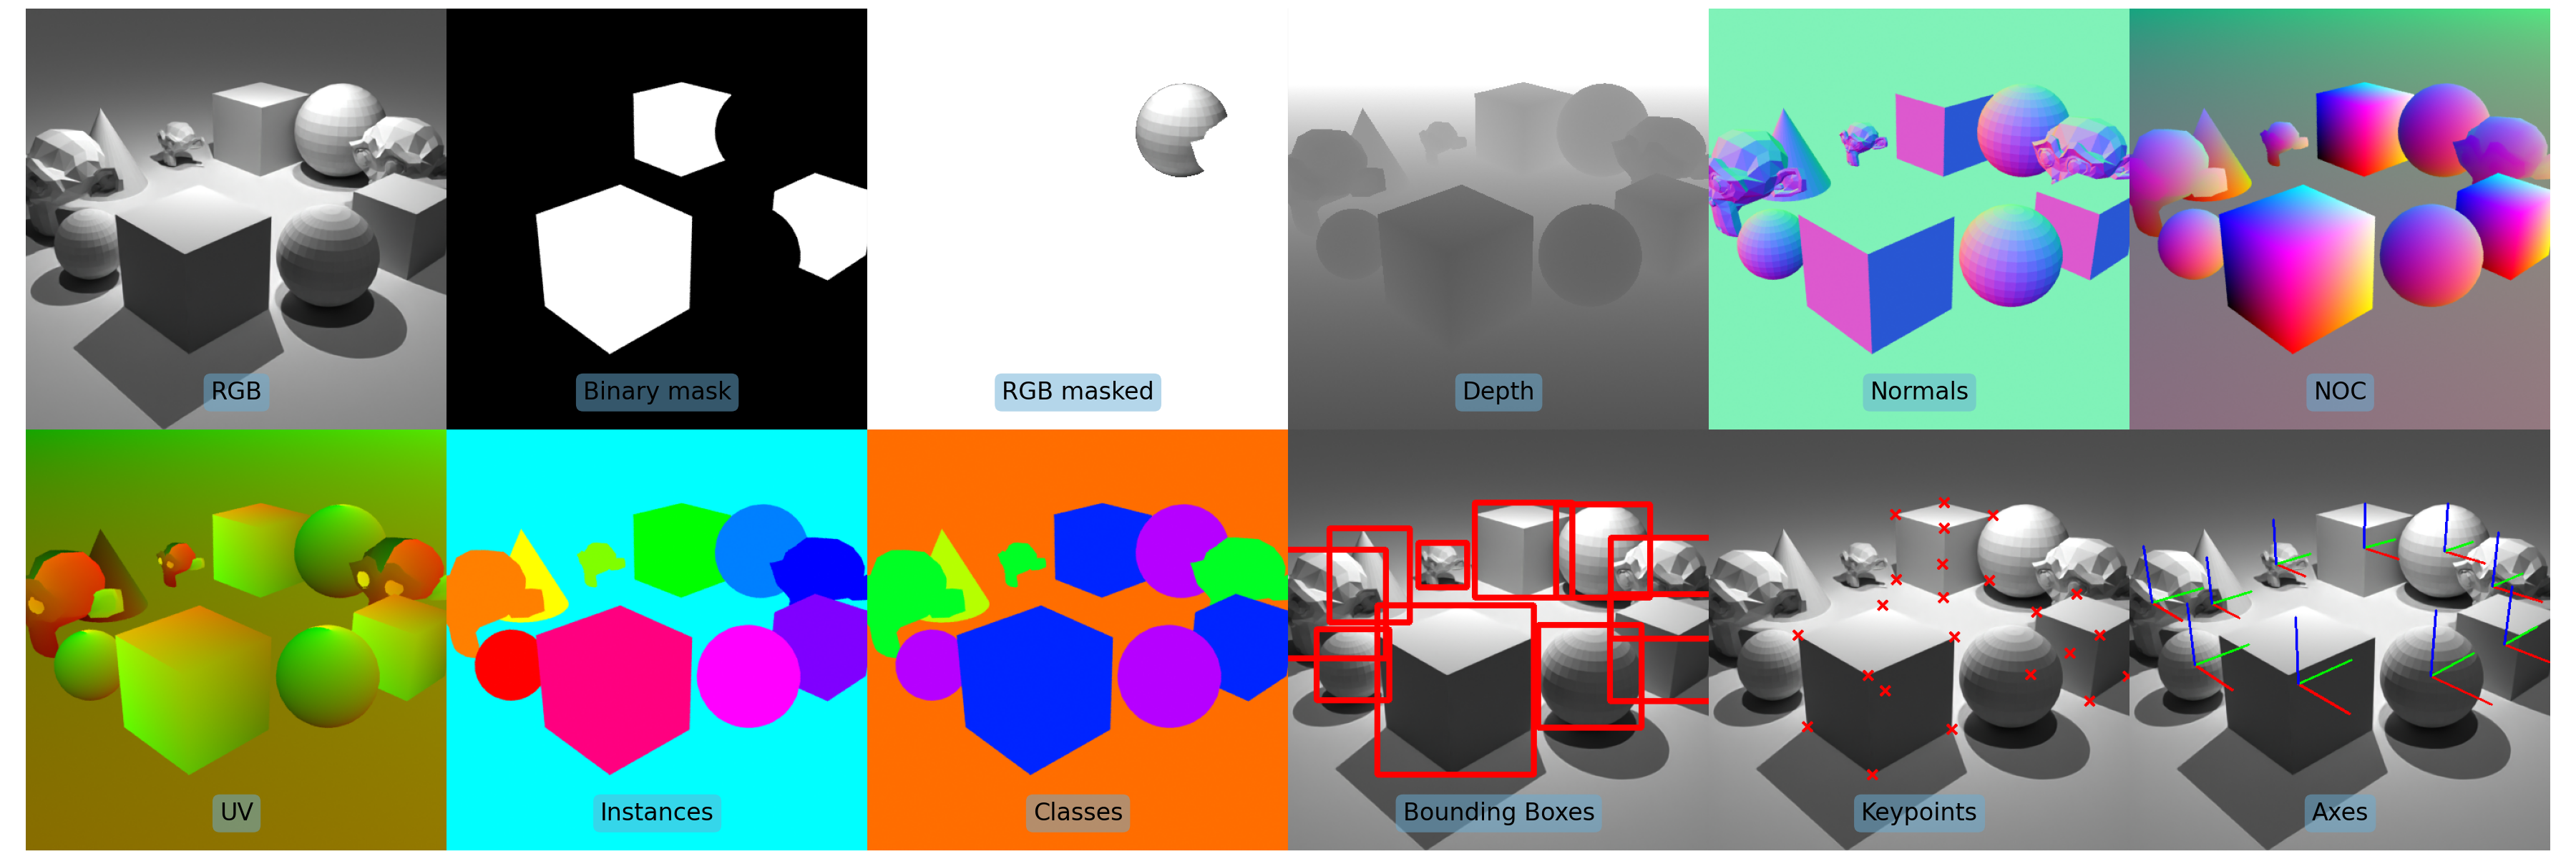 RGB
Binary mask
RGB masked
Depth
Normals
NOC
UV
Instances
Classes
Bounding Boxes
Keypoints
Axes